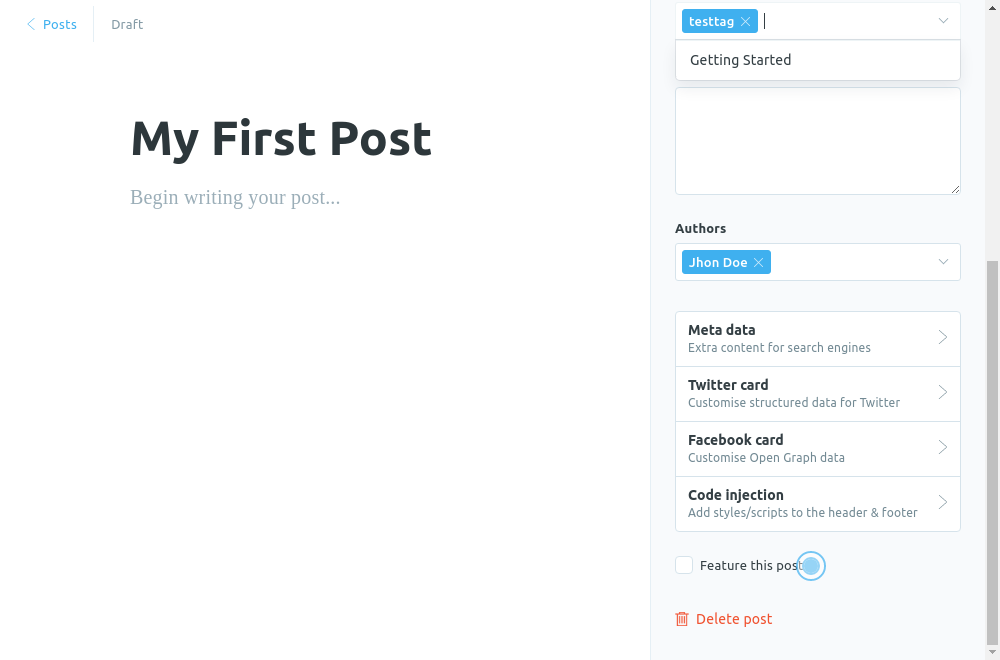 Posts
Draft
My First Post
Begin writing your post...
testtag
Getting Started
Authors
Jhon Doe
Meta data
Extra content for search engines
Twitter card
Customise structured data for Twitter
Facebook card
Customise Open Graph data
Code injection
Add styles/scripts to the header & footer
Feature this post
Delete post